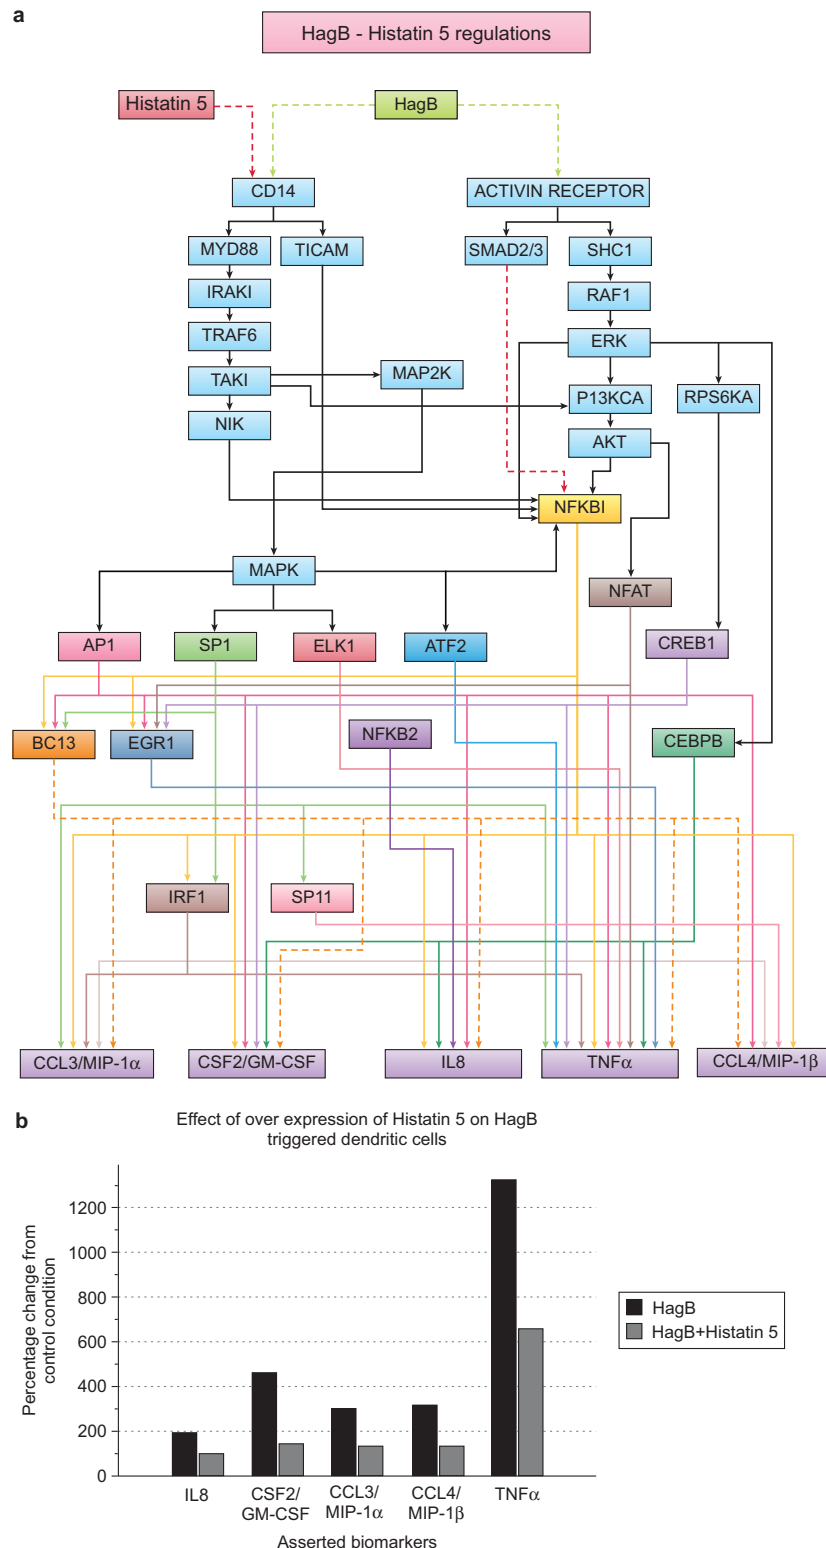 a
HagB - Histatin 5 regulations
Histatin 5
HagB
CD14
ACTIVIN RECEPTOR
MYD88
TICAM
SMAD2/3
SHC1
IRAKI
RAF1
TRAF6
ERK
TAKI
MAP2K
P13KCA
RPS6KA
NIK
AKT
NFKBI
MAPK
NFAT
AP1
SP1
ELK1
ATF2
CREB1
BC13
EGR1
NFKB2
CEBPB
IRF1
SP11
CCL3/MIP-1α
CSF2/GM-CSF
IL8
TNFα
CCL4/MIP-1β
b
Effect of over expression of Histatin 5 on HagB
triggered dendritic cells
Percentage change from
control condition
1200
1000
800
600
400
200
0
HagB
HagB+Histatin 5
IL8
CSF2/
GM-CSF
CCL3/
MIP-1α
CCL4/
MIP-1β
TNFα
Asserted biomarkers